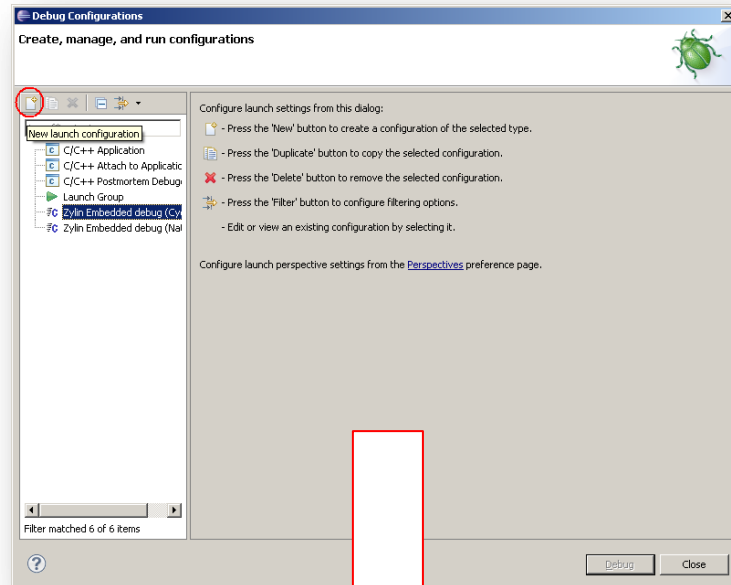 Debug Configurations
Create, manage, and run configurations
New launch configuration
C/C++ Application
C/C++ Attach to Applicatic
C/C++ Postmortem Debug
Launch Group
Zylin Embedded debug (Cy
Zylin Embedded debug (Nat
Filter matched 6 of 6 items
Configure launch settings from this dialog:
- Press the 'New' button to create a configuration of the selected type.
- Press the 'Duplicate' button to copy the selected configuration.
- Press the 'Delete' button to remove the selected configuration.
- Press the 'Filter' button to configure filtering options.
- Edit or view an existing configuration by selecting it.
Configure launch perspective settings from the Perspectives preference page.
Debug
Close